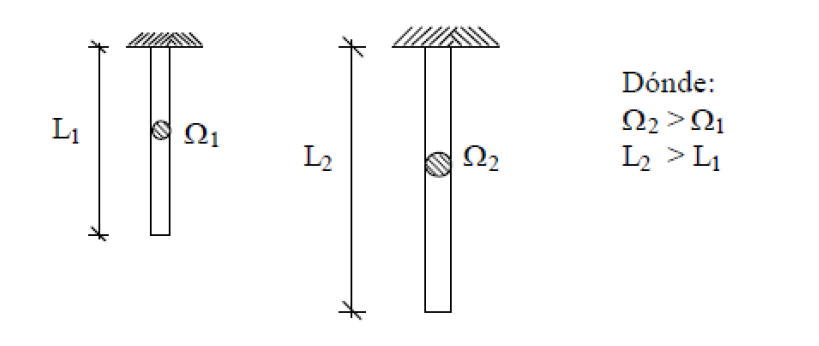 L₁
Ω₁
L₂
Ω₂
Dónde:
Ω₂ > Ω₁
L₂ > L₁